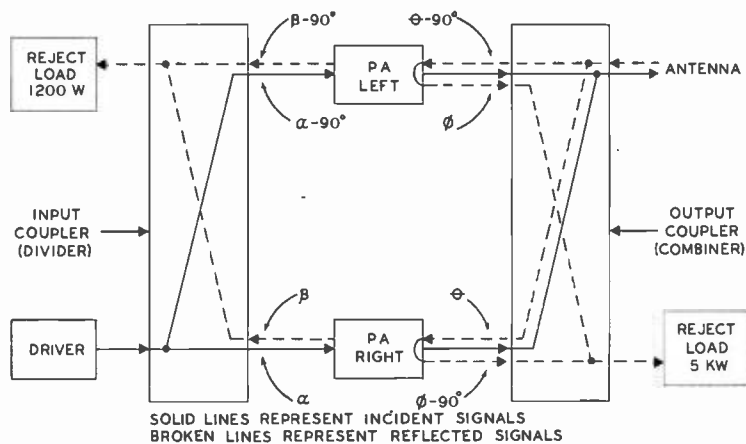 β-90°
θ-90°
REJECT
LOAD
1200 W
PA
LEFT
ANTENNA
α-90°
ø
INPUT
COUPLER
(DIVIDER)
OUTPUT
COUPLER
(COMBINER)
β
θ
DRIVER
PA
RIGHT
REJECT
LOAD
5 KW
α
ø-90°
SOLID LINES REPRESENT INCIDENT SIGNALS
BROKEN LINES REPRESENT REFLECTED SIGNALS